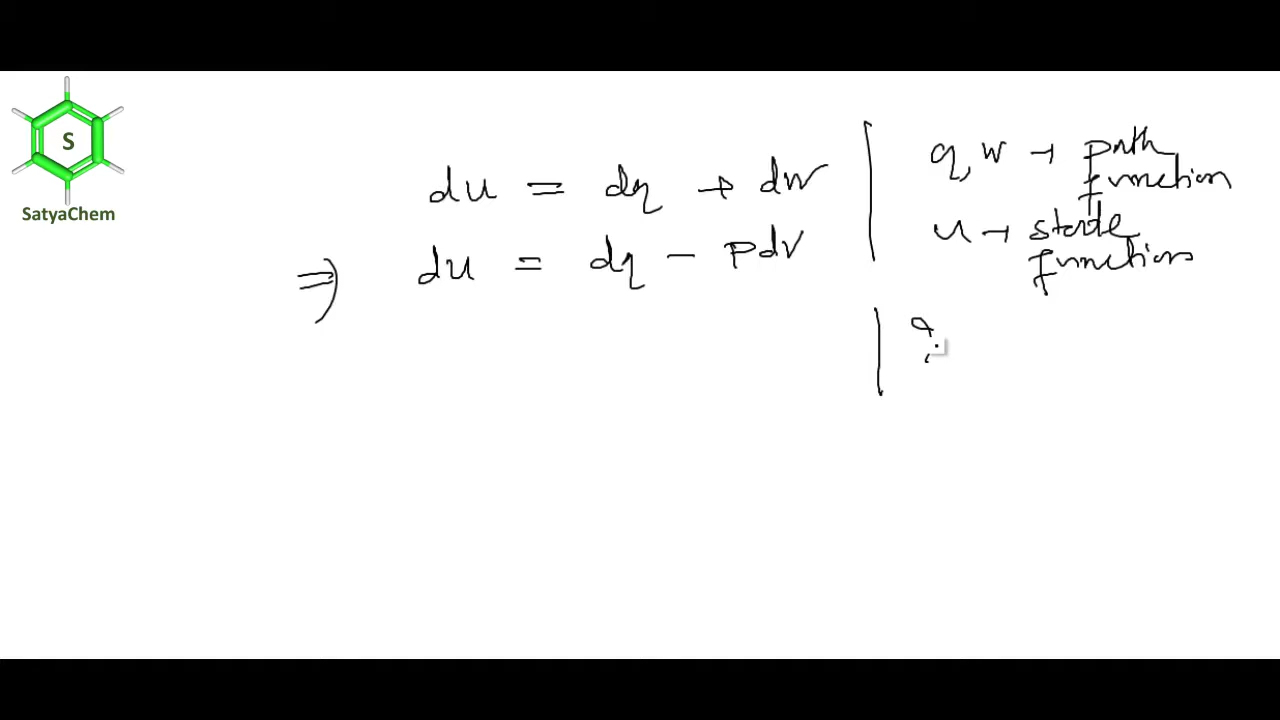 S
SatyaChem
du = dq + dw
⇒ du = dq - pdv
q, w → path
function
u → state
function